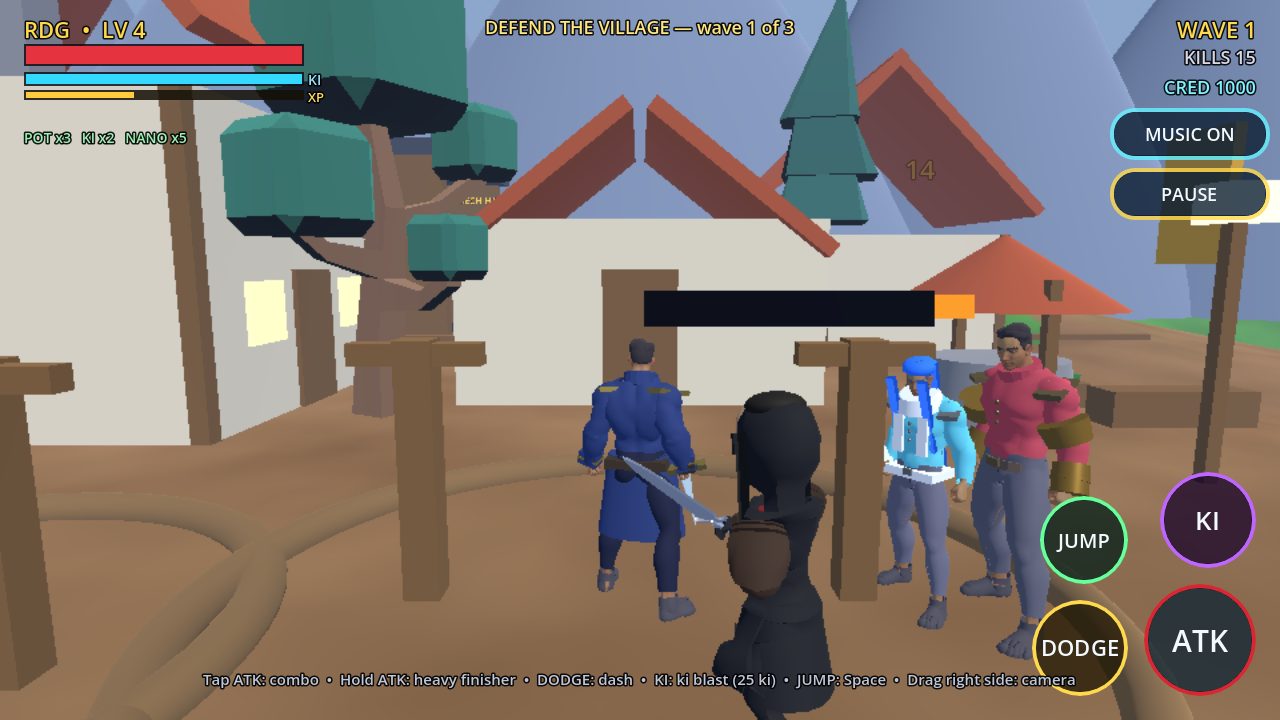 RDG • LV 4
DEFEND THE VILLAGE — wave 1 of 3
WAVE 1
KILLS 15
KI
CRED 1000
XP
POT x3 KI x2 NANO x5
MUSIC ON
14
PAUSE
KI
JUMP
ATK
DODGE
Tap ATK: combo • Hold ATK: heavy finisher • DODGE: dash • KI: ki blast (25 ki) • JUMP: Space • Drag right side: camera